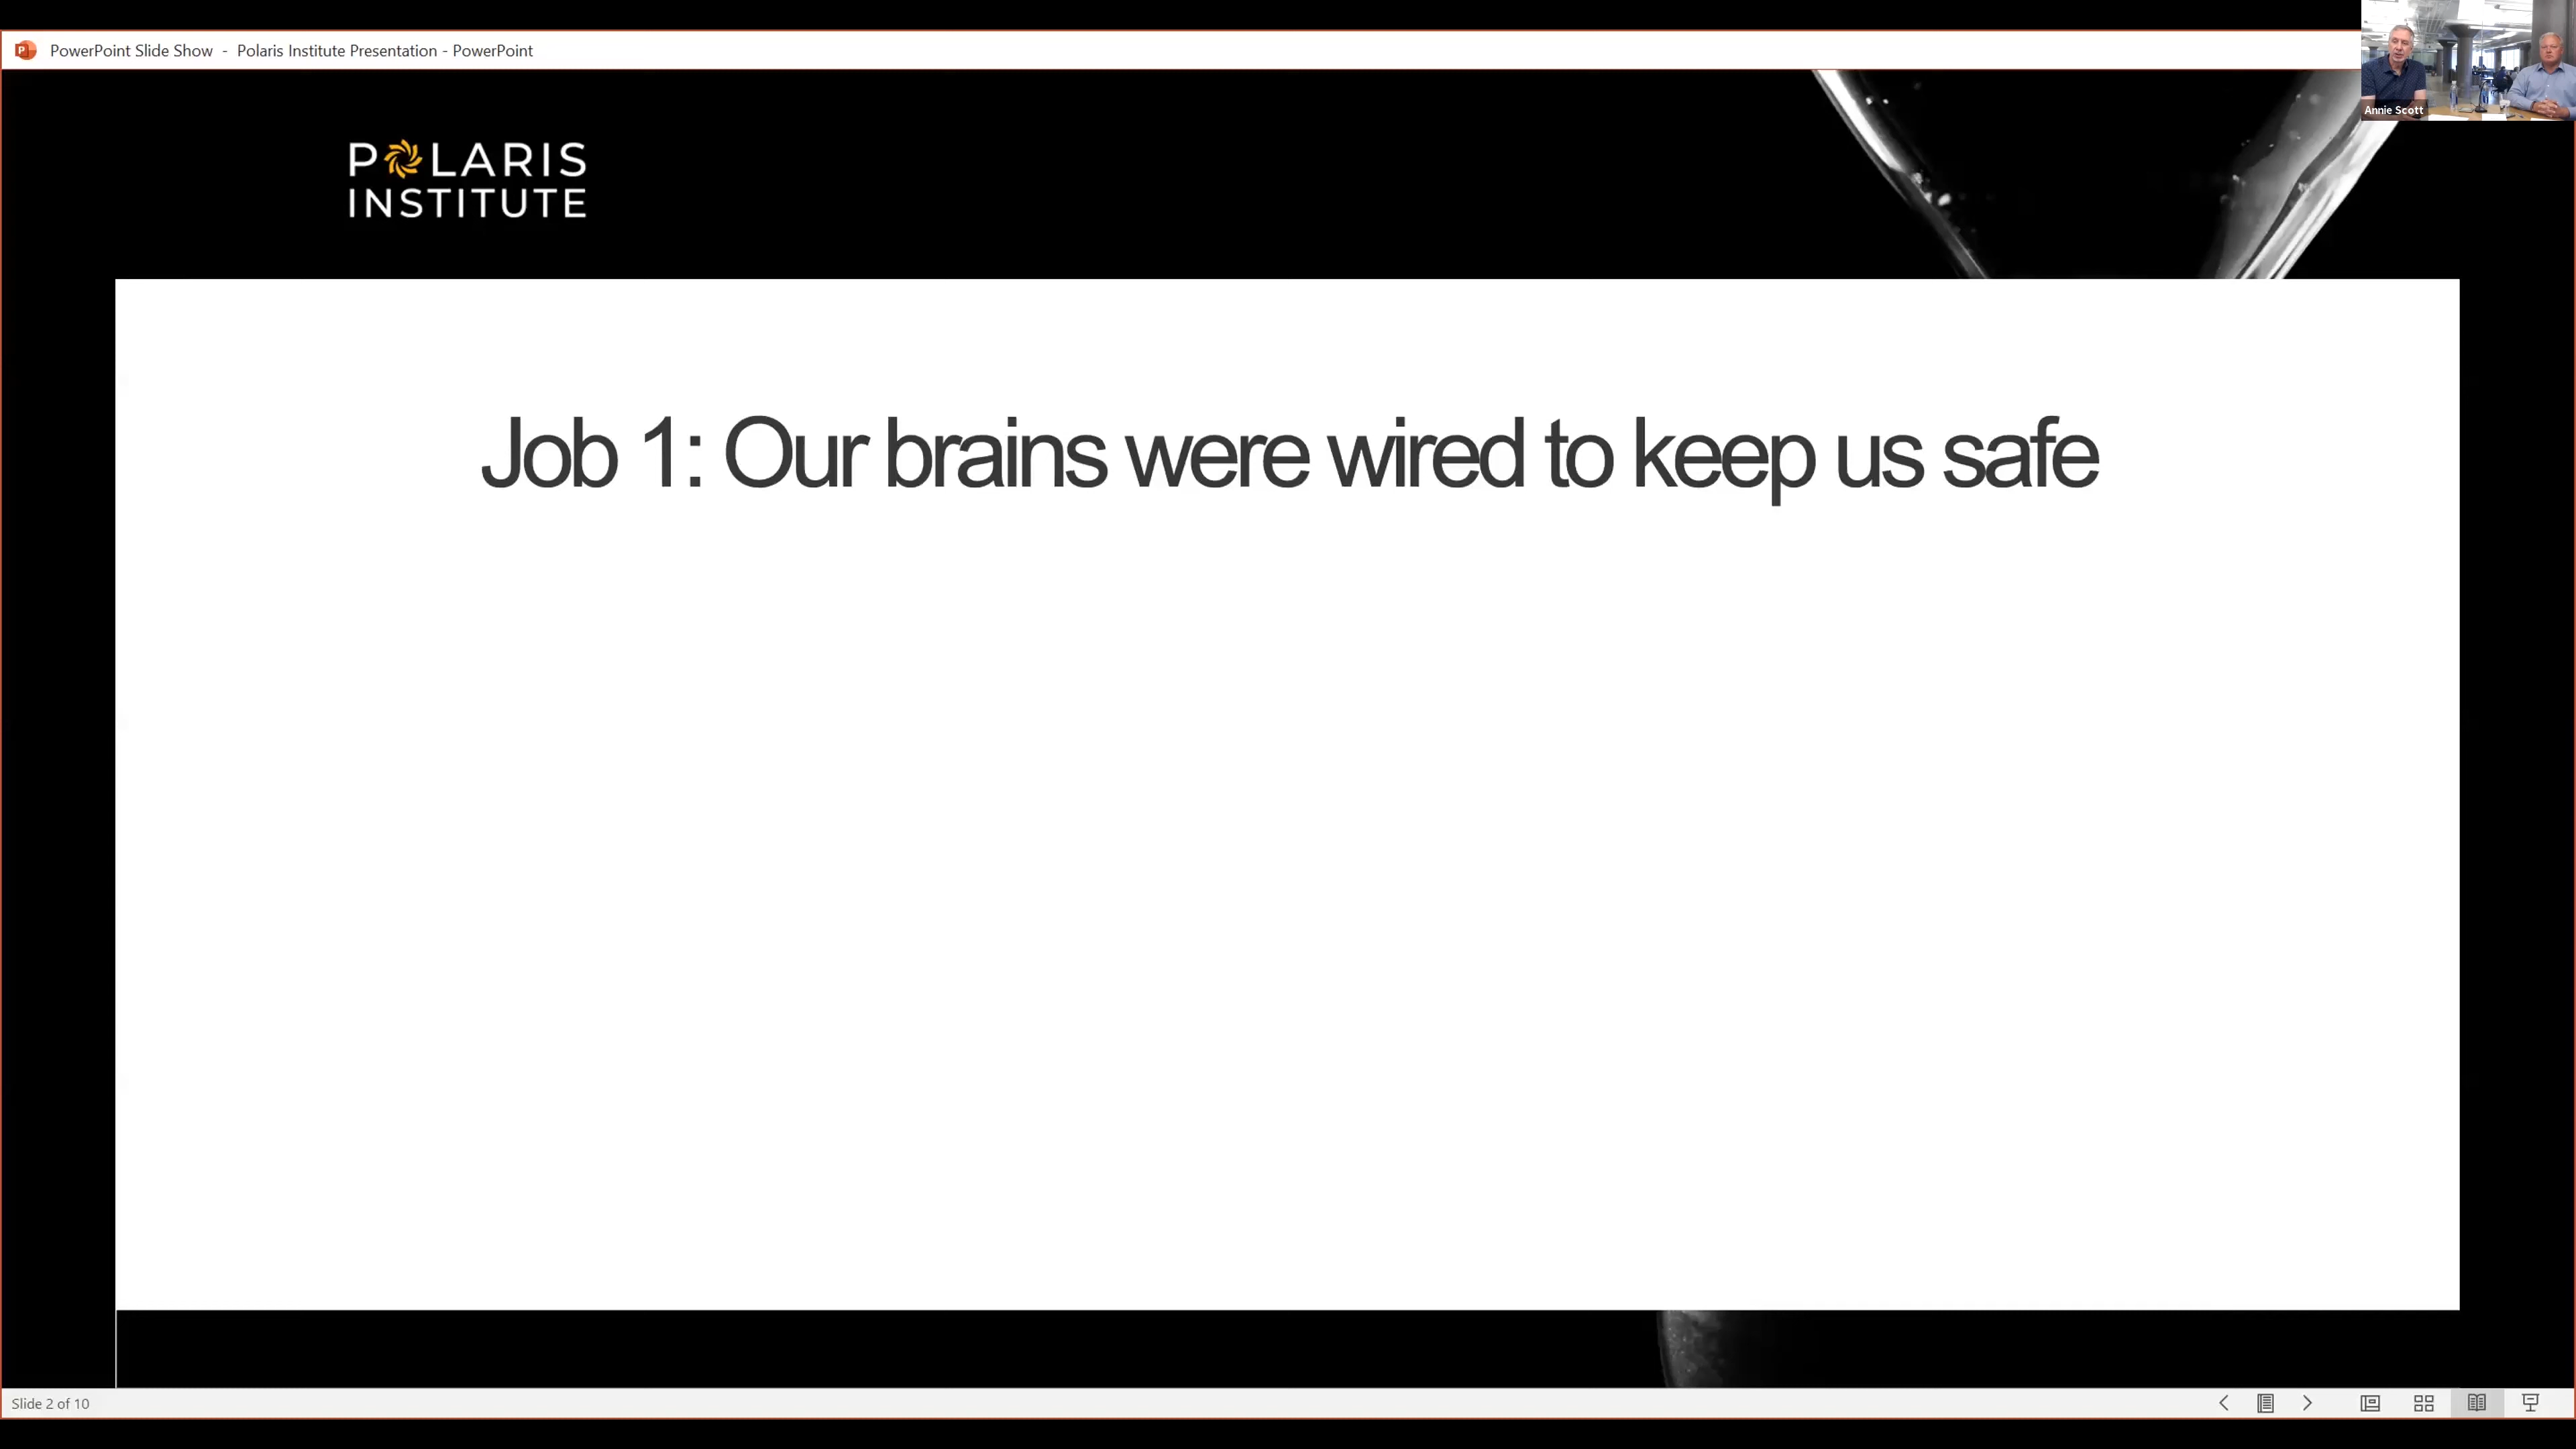 PowerPoint Slide Show - Polaris Institute Presentation - PowerPoint
Annie Scott
POLARIS
INSTITUTE
Job 1: Our brains were wired to keep us safe
Slide 2 of 10